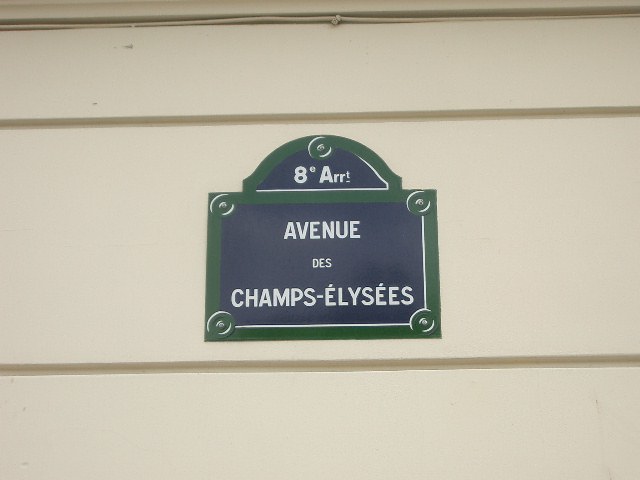 8e Arrt
AVENUE
DES
CHAMPS-ÉLYSÉES